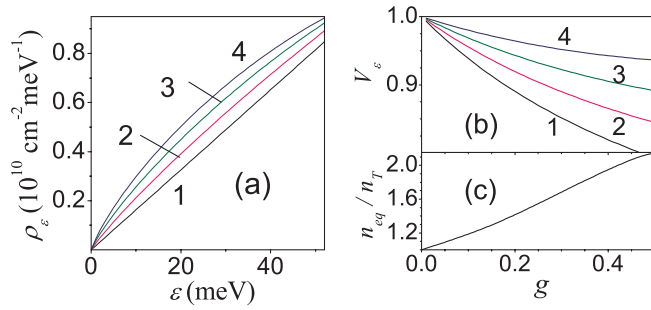 ρ_ε (10^10 cm^-2 meV^-1)
0.8
0.6
0.4
0.2
0
20
40
ε (meV)
4
3
2
1
(a)
V_ε
1.0
0.9
4
3
2
1
(b)
n_eq / n_T
2.0
1.6
1.2
(c)
0.0
0.2
0.4
g